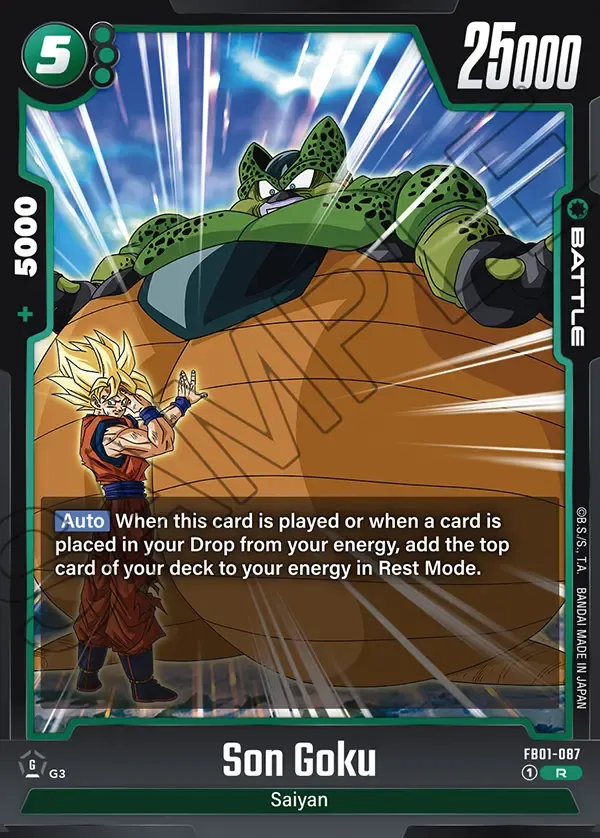 5
25000
+ 5000
BATTLE
SAMPLE
Auto When this card is played or when a card is
placed in your Drop from your energy, add the top
card of your deck to your energy in Rest Mode.
©B.S./S., T.A. BANDAI MADE IN JAPAN
G G3
Son Goku
FB01-087
1 R
Saiyan